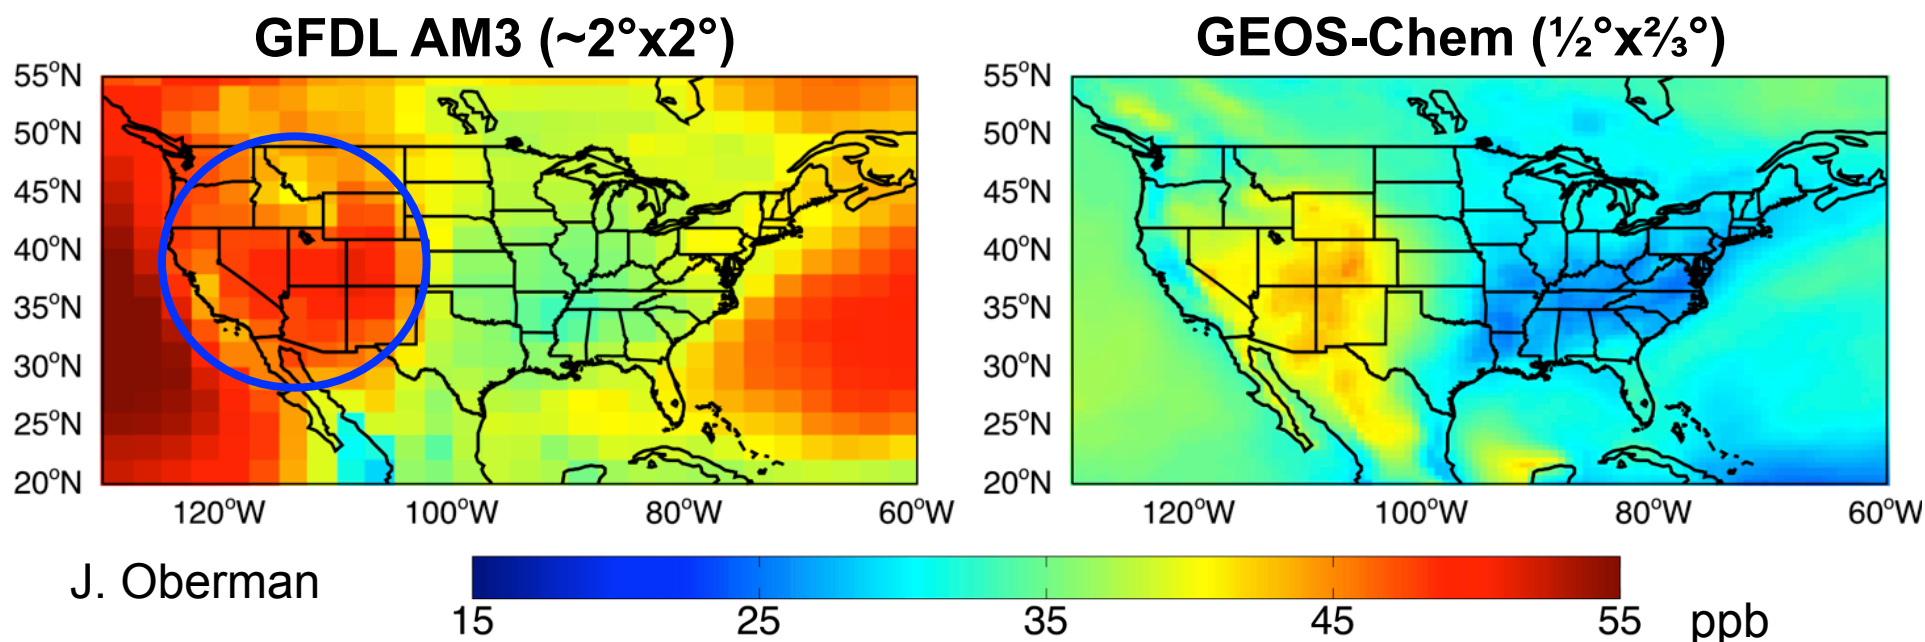 GFDL AM3 (~2°x2°)
GEOS-Chem (½°x⅔°)
55°N
50°N
45°N
40°N
35°N
30°N
25°N
20°N
120°W 100°W 80°W 60°W
55°N
50°N
45°N
40°N
35°N
30°N
25°N
20°N
120°W 100°W 80°W 60°W
J. Oberman
15 25 35 45 55 ppb